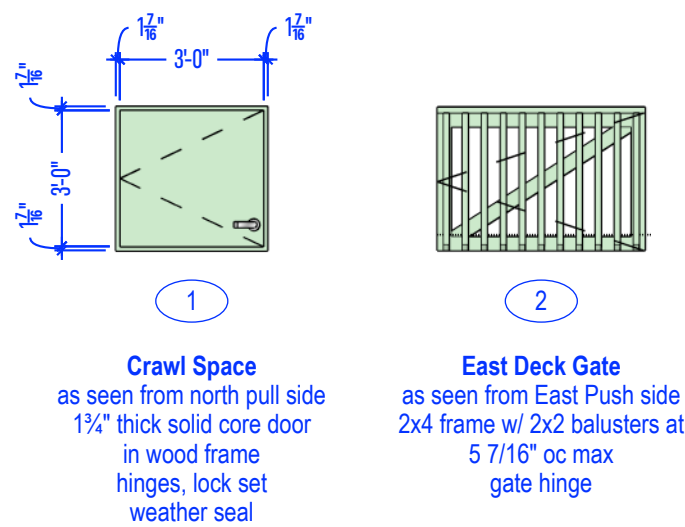 1 7/16" 1 7/16"
3'-0"
1 7/16"
3'-0"
1 7/16"
1
2
Crawl Space
as seen from north pull side
1¾" thick solid core door
in wood frame
hinges, lock set
weather seal
East Deck Gate
as seen from East Push side
2x4 frame w/ 2x2 balusters at
5 7/16" oc max
gate hinge